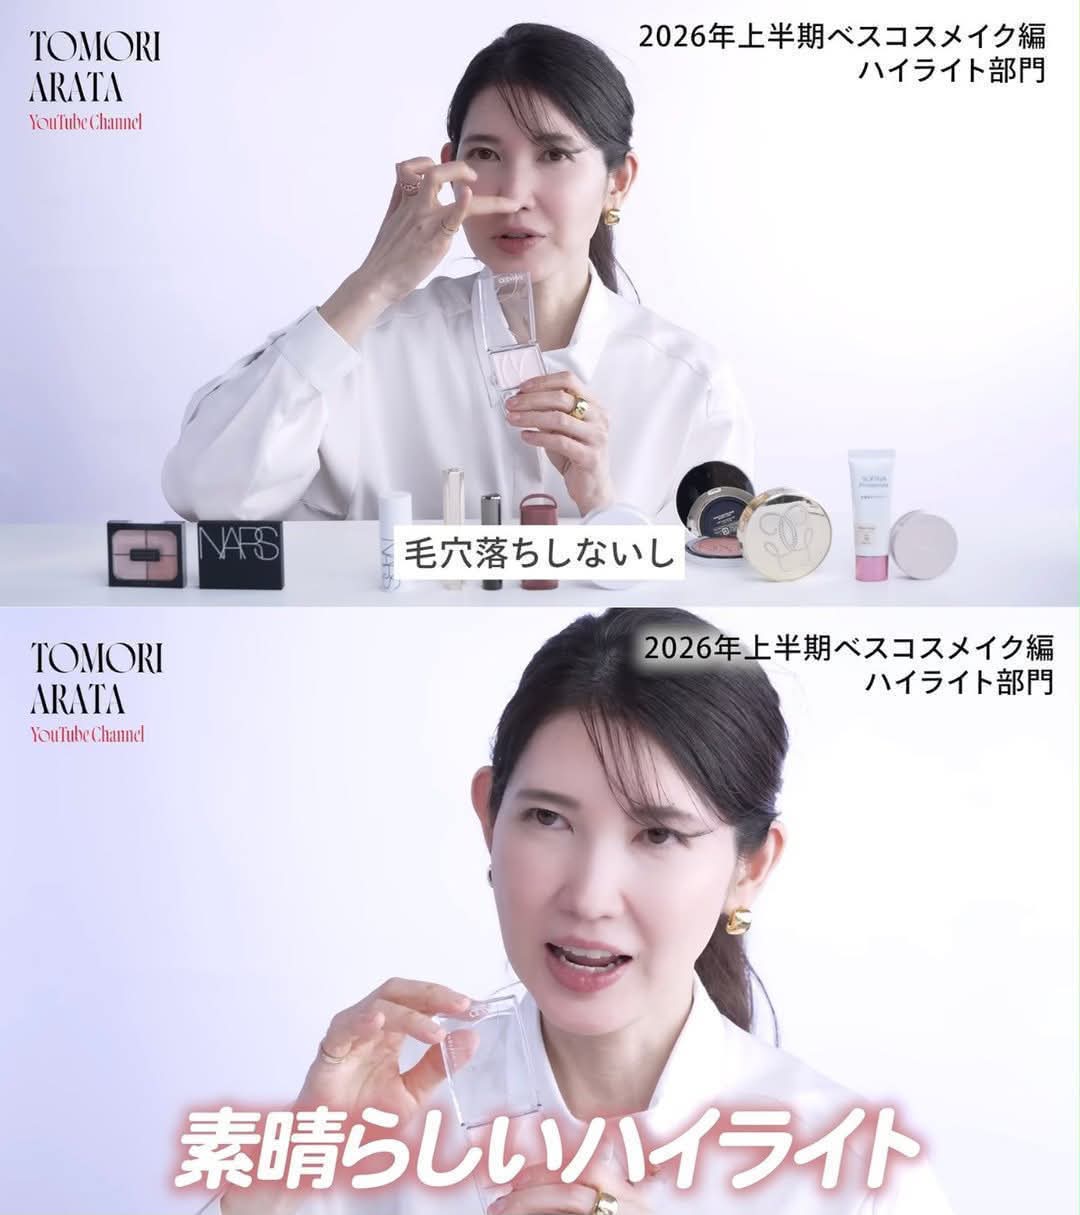 TOMORI
ARATA
YouTube Channel
2026年上半期ベスコスメイク編
ハイライト部門
NARS
NARS
SOFINA
毛穴落ちしないし
TOMORI
ARATA
YouTube Channel
2026年上半期ベスコスメイク編
ハイライト部門
素晴らしいハイライト